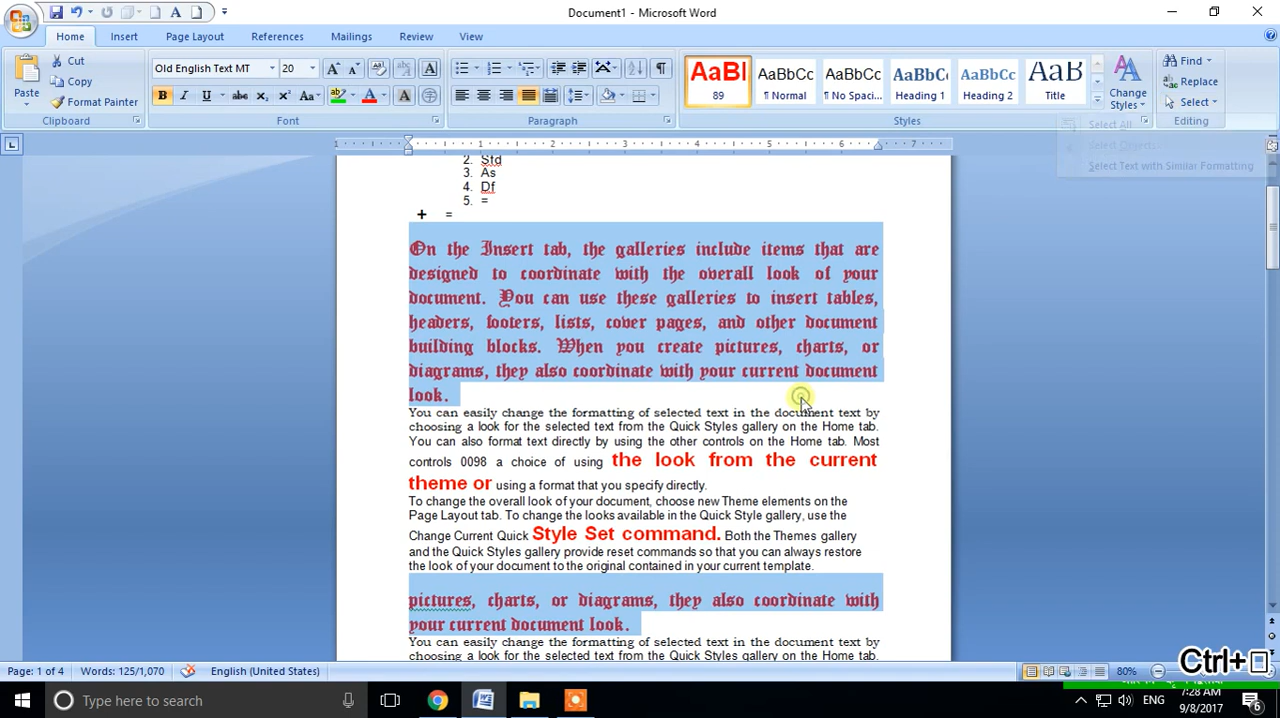 Document1 - Microsoft Word
Home Insert Page Layout References Mailings Review View
Paste Cut Copy Format Painter Clipboard
Old English Text MT 20 Font
Paragraph
AaBl 89 AaBbCc ¶ Normal AaBbCc ¶ No Spaci... AaBbCc Heading 1 AaBbCc Heading 2 AaB Title Change Styles Styles
Find Replace Select Editing
Select All
Select Objects
Select Text with Similar Formatting
1 1 2 3 4 5 6 7
2. Std
3. As
4. Df
5. =
+ =
On the Insert tab, the galleries include items that are
designed to coordinate with the overall look of your
document. You can use these galleries to insert tables,
headers, footers, lists, cover pages, and other document
building blocks. When you create pictures, charts, or
diagrams, they also coordinate with your current document
look.
You can easily change the formatting of selected text in the document text by
choosing a look for the selected text from the Quick Styles gallery on the Home tab.
You can also format text directly by using the other controls on the Home tab. Most
controls 0098 a choice of using the look from the current
theme or using a format that you specify directly.
To change the overall look of your document, choose new Theme elements on the
Page Layout tab. To change the looks available in the Quick Style gallery, use the
Change Current Quick Style Set command. Both the Themes gallery
and the Quick Styles gallery provide reset commands so that you can always restore
the look of your document to the original contained in your current template.
pictures, charts, or diagrams, they also coordinate with
your current document look.
You can easily change the formatting of selected text in the document text by
choosing a look for the selected text from the Quick Styles gallery on the Home tab.
Page: 1 of 4 Words: 125/1,070 English (United States) 80%
Ctrl+
Type here to search ENG 7:28 AM
9/8/2017 6